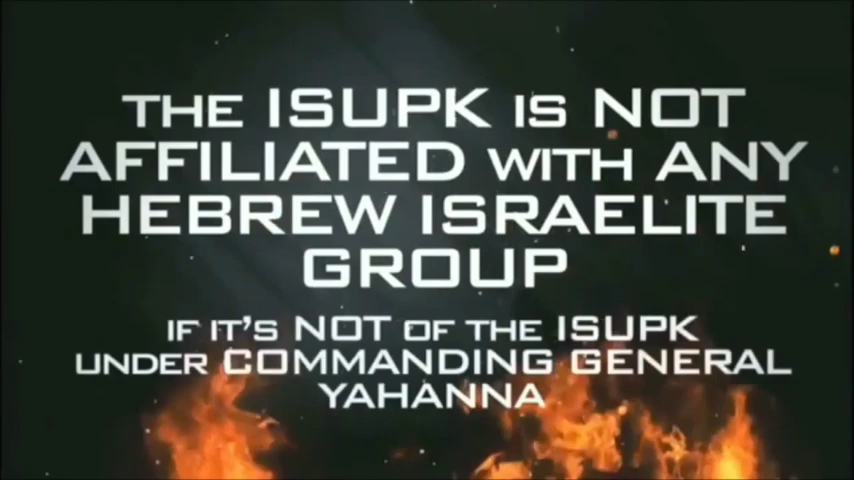 THE ISUPK IS NOT
AFFILIATED WITH ANY
HEBREW ISRAELITE
GROUP
IF IT'S NOT OF THE ISUPK
UNDER COMMANDING GENERAL
YAHANNA